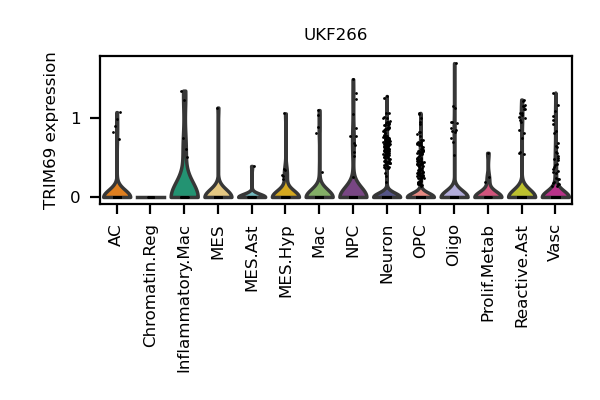 UKF266
TRIM69 expression
1
0
AC
Chromatin.Reg
Inflammatory.Mac
MES
MES.Ast
MES.Hyp
Mac
NPC
Neuron
OPC
Oligo
Prolif.Metab
Reactive.Ast
Vasc